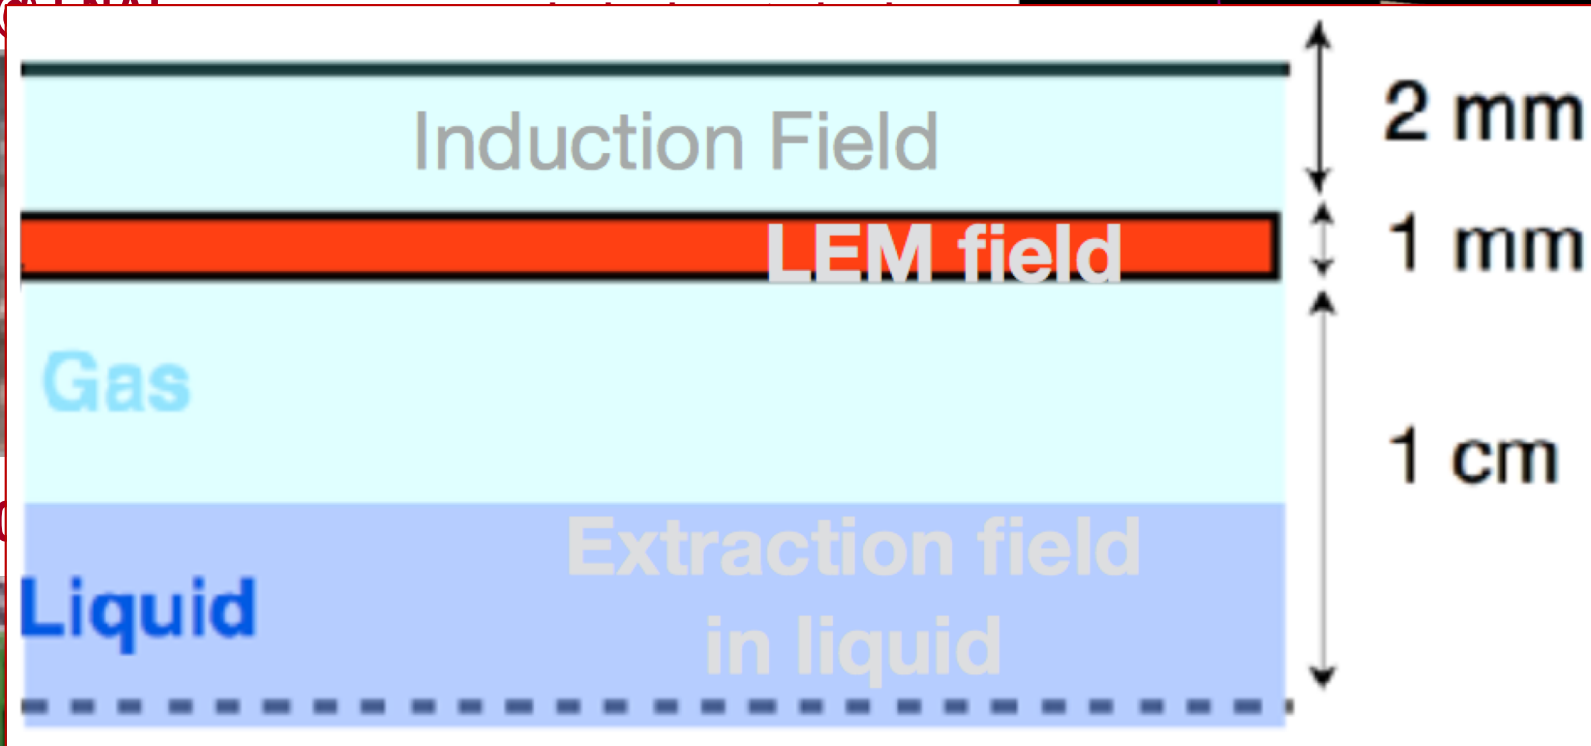 Induction Field
2 mm
LEM field
1 mm
Gas
1 cm
Extraction field
in liquid
Liquid